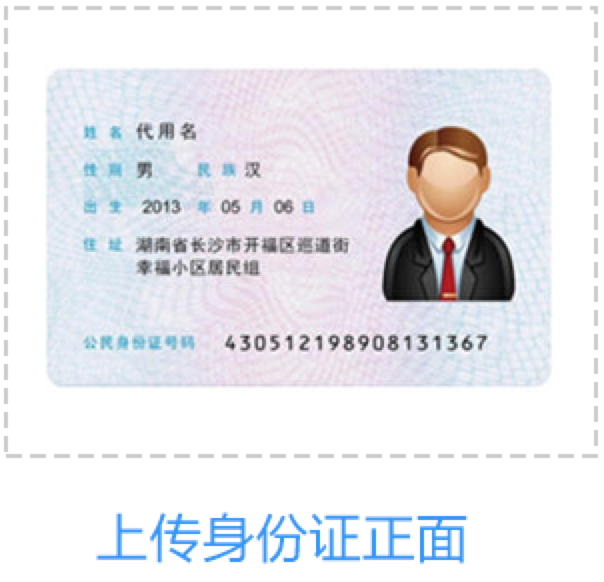 姓名 代用名
性别 男 民族 汉
出生 2013 年 05 月 06 日
住址 湖南省长沙市开福区巡道街
幸福小区居民组
公民身份证号码 430512198908131367
上传身份证正面